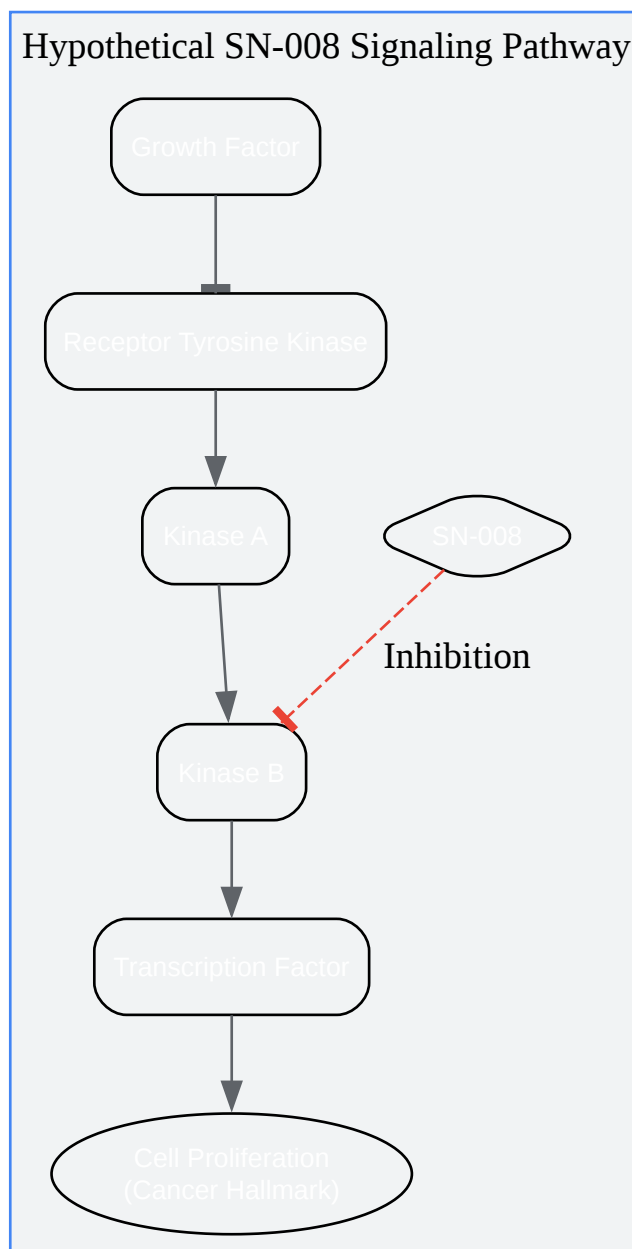 Hypothetical SN-008 Signaling Pathway
Growth Factor
Receptor Tyrosine Kinase
Kinase A
SN-008
Inhibition
Kinase B
Transcription Factor
Cell Proliferation
(Cancer Hallmark)